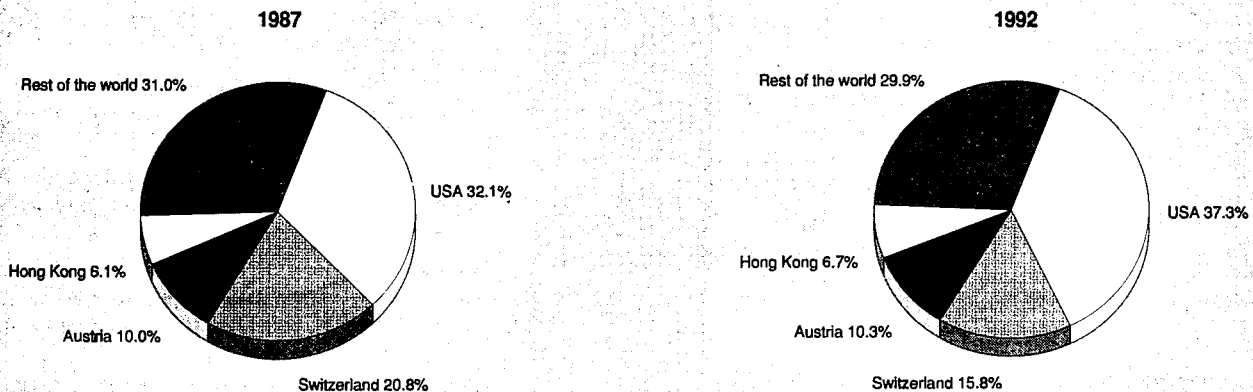 1987
Rest of the world 31.0%
USA 32.1%
Hong Kong 6.1%
Austria 10.0%
Switzerland 20.8%
1992
Rest of the world 29.9%
USA 37.3%
Hong Kong 6.7%
Austria 10.3%
Switzerland 15.8%